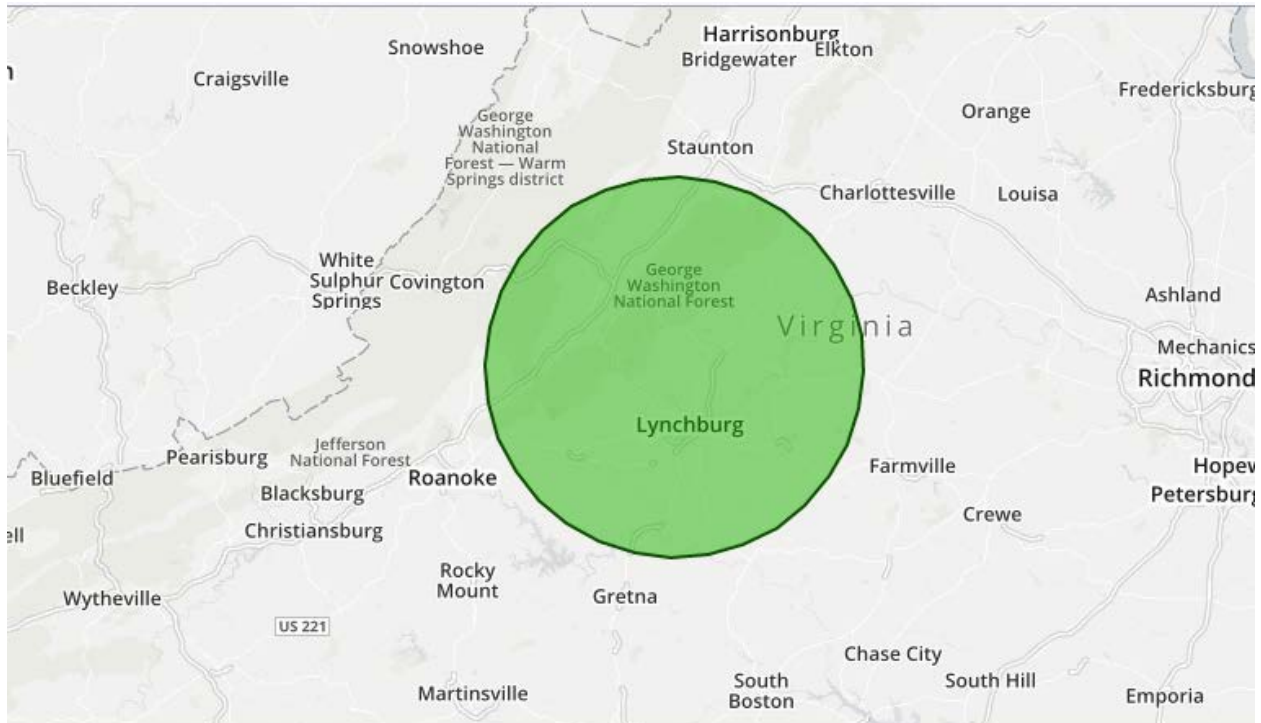 Harrisonburg
Snowshoe
Elkton
Bridgewater
Craigsville
Fredericksburg
Orange
George
Washington
National
Forest — Warm
Springs district
Staunton
Charlottesville
Louisa
White
Sulphur
Springs
Covington
Beckley
George
Washington
National Forest
Ashland
Virginia
Mechanics
Richmond
Lynchburg
Jefferson
National Forest
Pearisburg
Bluefield
Roanoke
Farmville
Hopew
Petersburg
Blacksburg
Crewe
Christiansburg
ell
Rocky
Mount
Gretna
Wytheville
US 221
Chase City
South Hill
South
Boston
Martinsville
Emporia